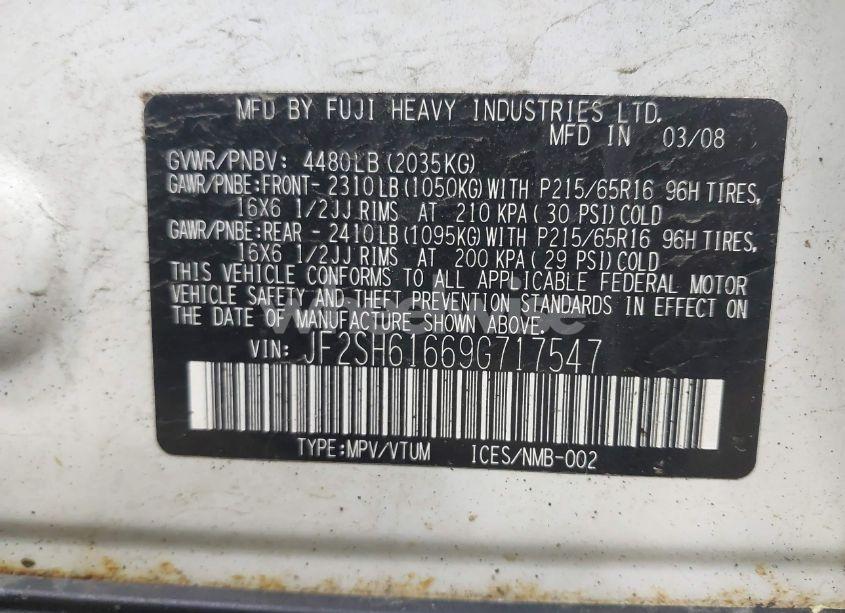 MFD BY FUJI HEAVY INDUSTRIES LTD.
MFD IN 03/08
GVWR/PNBV: 4480LB(2035KG)
GAWR/PNBE:FRONT-2310LB(1050KG)WITH P215/65R16 96H TIRES,
16X6 1/2JJ RIMS AT 210 KPA(30 PSI)COLD
GAWR/PNBE:REAR -2410LB(1095KG)WITH P215/65R16 96H TIRES,
16X6 1/2JJ RIMS AT 200 KPA(29 PSI)COLD
THIS VEHICLE CONFORMS TO ALL APPLICABLE FEDERAL MOTOR
VEHICLE SAFETY AND THEFT PREVENTION STANDARDS IN EFFECT ON
THE DATE OF MANUFACTURE SHOWN ABOVE.
VIN: JF2SH61669G717547
TYPE:MPV/VTUM ICES/NMB-002